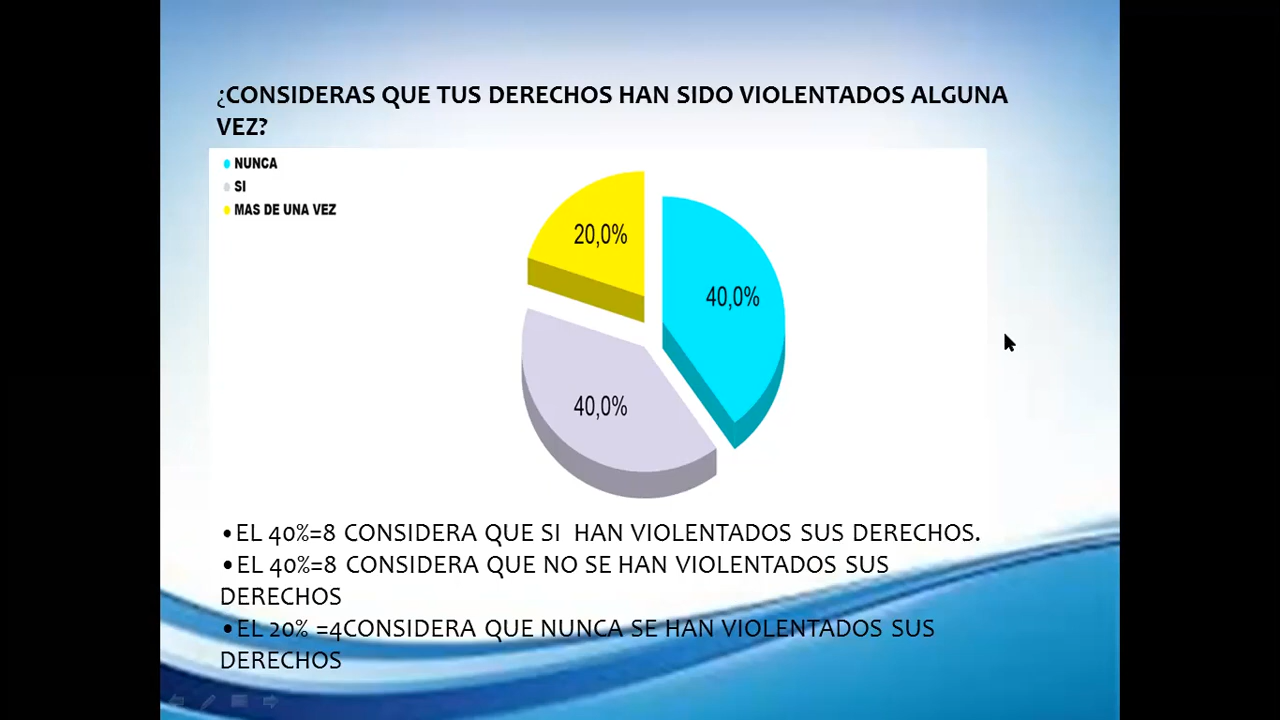 ¿CONSIDERAS QUE TUS DERECHOS HAN SIDO VIOLENTADOS ALGUNA
VEZ?
NUNCA
SI
MAS DE UNA VEZ
20,0%
40,0%
40,0%
•EL 40%=8 CONSIDERA QUE SI HAN VIOLENTADOS SUS DERECHOS.
•EL 40%=8 CONSIDERA QUE NO SE HAN VIOLENTADOS SUS
DERECHOS
•EL 20% =4CONSIDERA QUE NUNCA SE HAN VIOLENTADOS SUS
DERECHOS